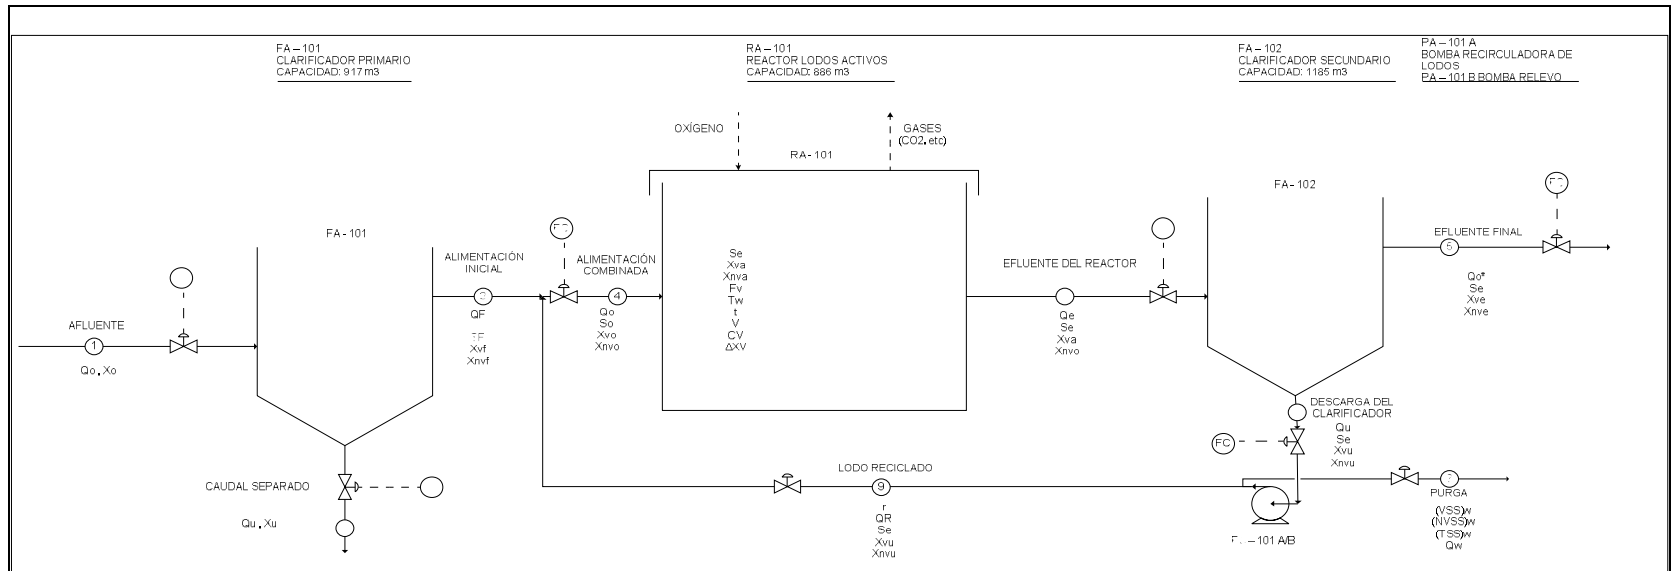 FA – 101
CLARIFICADOR PRIMARIO
CAPACIDAD: 917 m3
RA – 101
REACTOR LODOS ACTIVOS
CAPACIDAD: 886 m3
FA – 102
CLARIFICADOR SECUNDARIO
CAPACIDAD: 1185 m3
PA – 101 A
BOMBA RECIRCULADORA DE
LODOS
PA – 101 B BOMBA RELEVO
OXÍGENO
GASES
(CO2, etc)
RA - 101
FA - 102
FA - 101
ALIMENTACIÓN
INICIAL
2
QF
Xvf
Xnvf
ALIMENTACIÓN
COMBINADA
4
Qo
So
Xvo
Xnvo
Se
Xva
Xnva
Fv
Tw
t
V
CV
ΔXV
EFLUENTE DEL REACTOR
Qe
Se
Xva
Xnvo
EFLUENTE FINAL
5
Qo*
Se
Xve
Xnve
AFLUENTE
1
Qo, Xo
DESCARGA DEL
CLARIFICADOR
Qu
Se
Xvu
Xnvu
FC
CAUDAL SEPARADO
Qu, Xu
LODO RECICLADO
9
r
QR
Se
Xvu
Xnvu
– 101 A/B
7
PURGA
(VSS)w
(NVSS)w
(TSS)w
Qw